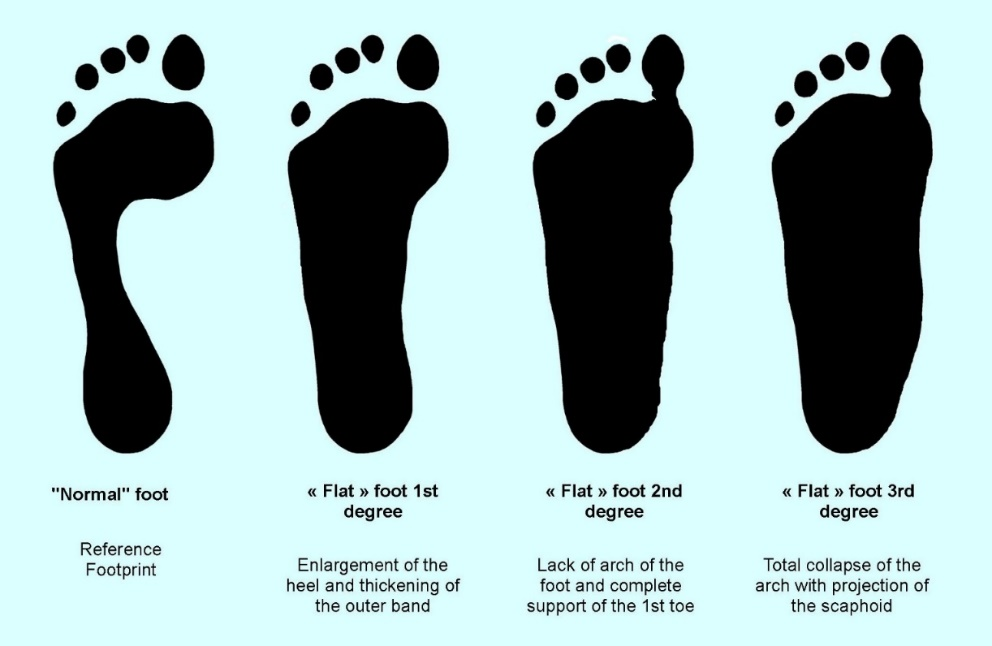 "Normal" foot
Reference
Footprint
« Flat » foot 1st
degree
Enlargement of the
heel and thickening of
the outer band
« Flat » foot 2nd
degree
Lack of arch of the
foot and complete
support of the 1st toe
« Flat » foot 3rd
degree
Total collapse of the
arch with projection of
the scaphoid